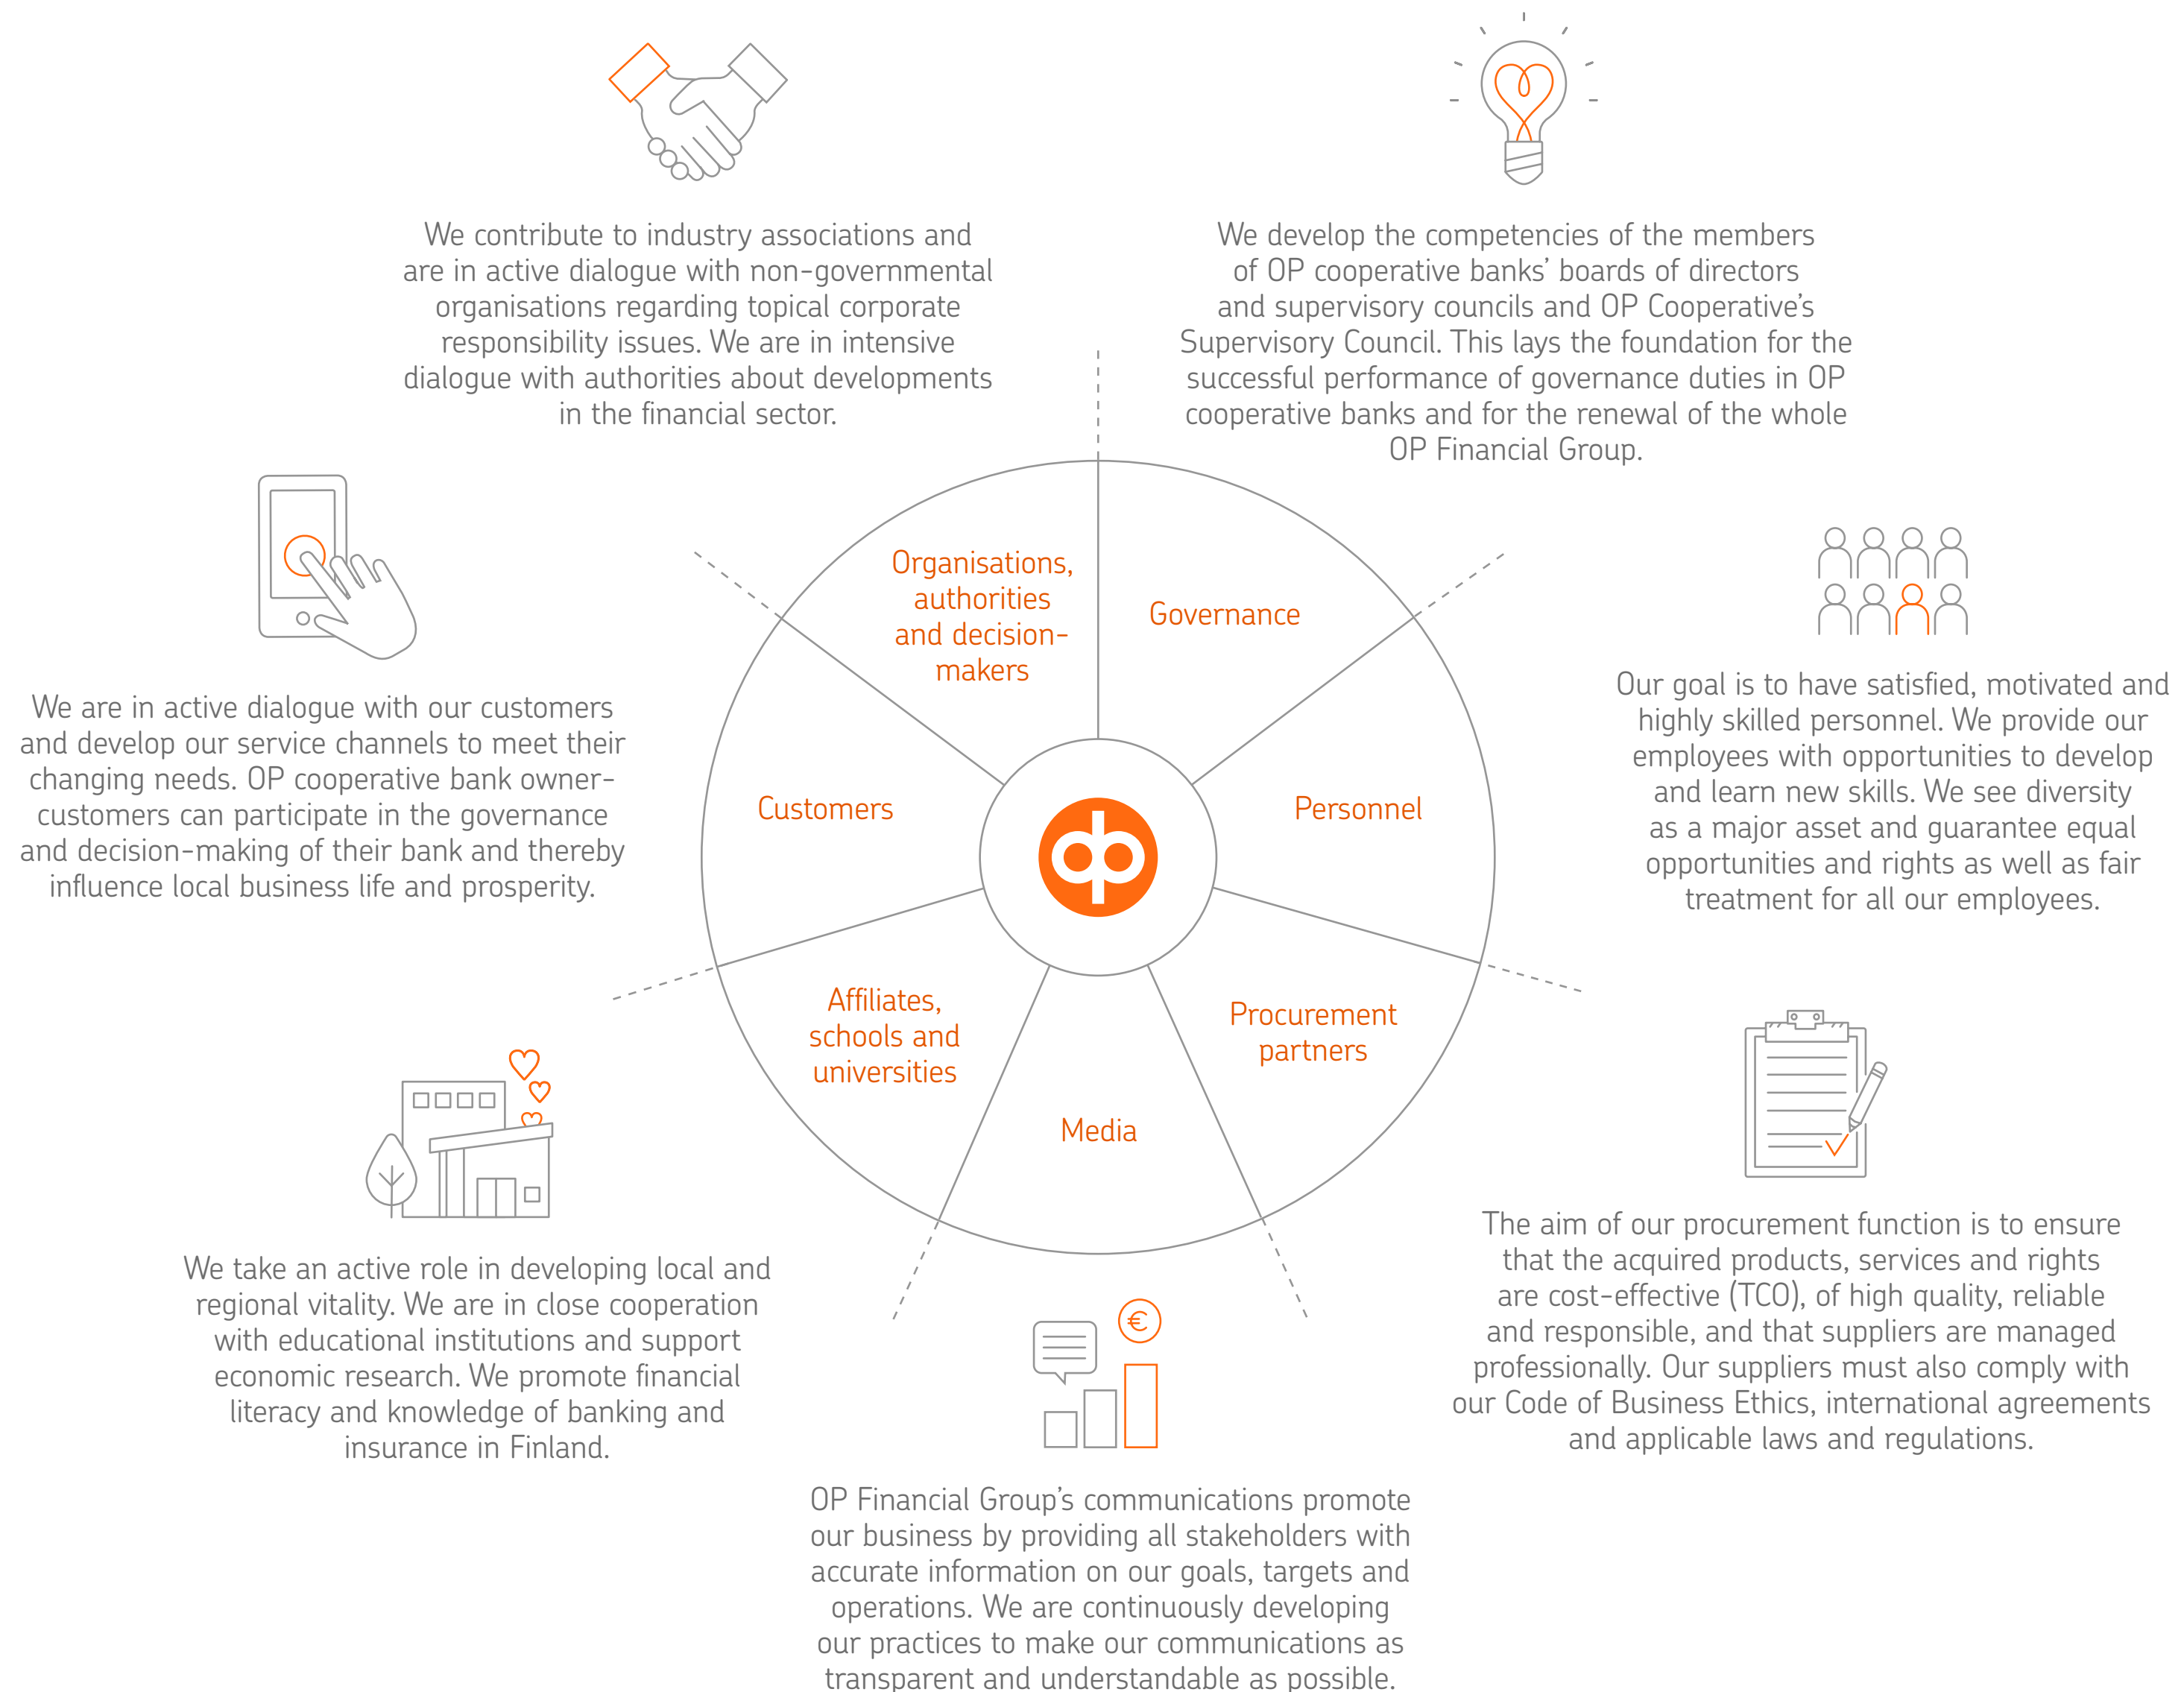 We contribute to industry associations and
are in active dialogue with non-governmental
organisations regarding topical corporate
responsibility issues. We are in intensive
dialogue with authorities about developments
in the financial sector.
We develop the competencies of the members
of OP cooperative banks’ boards of directors
and supervisory councils and OP Cooperative’s
Supervisory Council. This lays the foundation for the
successful performance of governance duties in OP
cooperative banks and for the renewal of the whole
OP Financial Group.
Organisations,
authorities
and decision-
makers
Governance
We are in active dialogue with our customers
and develop our service channels to meet their
changing needs. OP cooperative bank owner-
customers can participate in the governance
and decision-making of their bank and thereby
influence local business life and prosperity.
Customers
Personnel
Our goal is to have satisfied, motivated and
highly skilled personnel. We provide our
employees with opportunities to develop
and learn new skills. We see diversity
as a major asset and guarantee equal
opportunities and rights as well as fair
treatment for all our employees.
Affiliates,
schools and
universities
Media
Procurement
partners
We take an active role in developing local and
regional vitality. We are in close cooperation
with educational institutions and support
economic research. We promote financial
literacy and knowledge of banking and
insurance in Finland.
€
The aim of our procurement function is to ensure
that the acquired products, services and rights
are cost-effective (TCO), of high quality, reliable
and responsible, and that suppliers are managed
professionally. Our suppliers must also comply with
our Code of Business Ethics, international agreements
and applicable laws and regulations.
OP Financial Group’s communications promote
our business by providing all stakeholders with
accurate information on our goals, targets and
operations. We are continuously developing
our practices to make our communications as
transparent and understandable as possible.